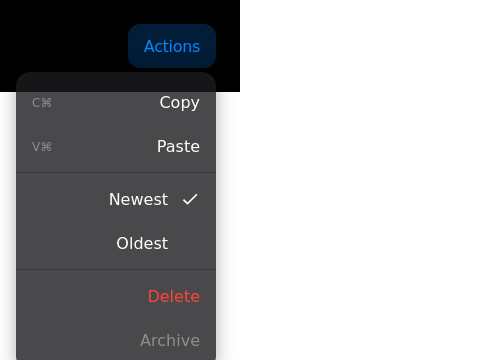 Actions
Copy C⌘
Paste V⌘
Newest ✓
Oldest
Delete
Archive